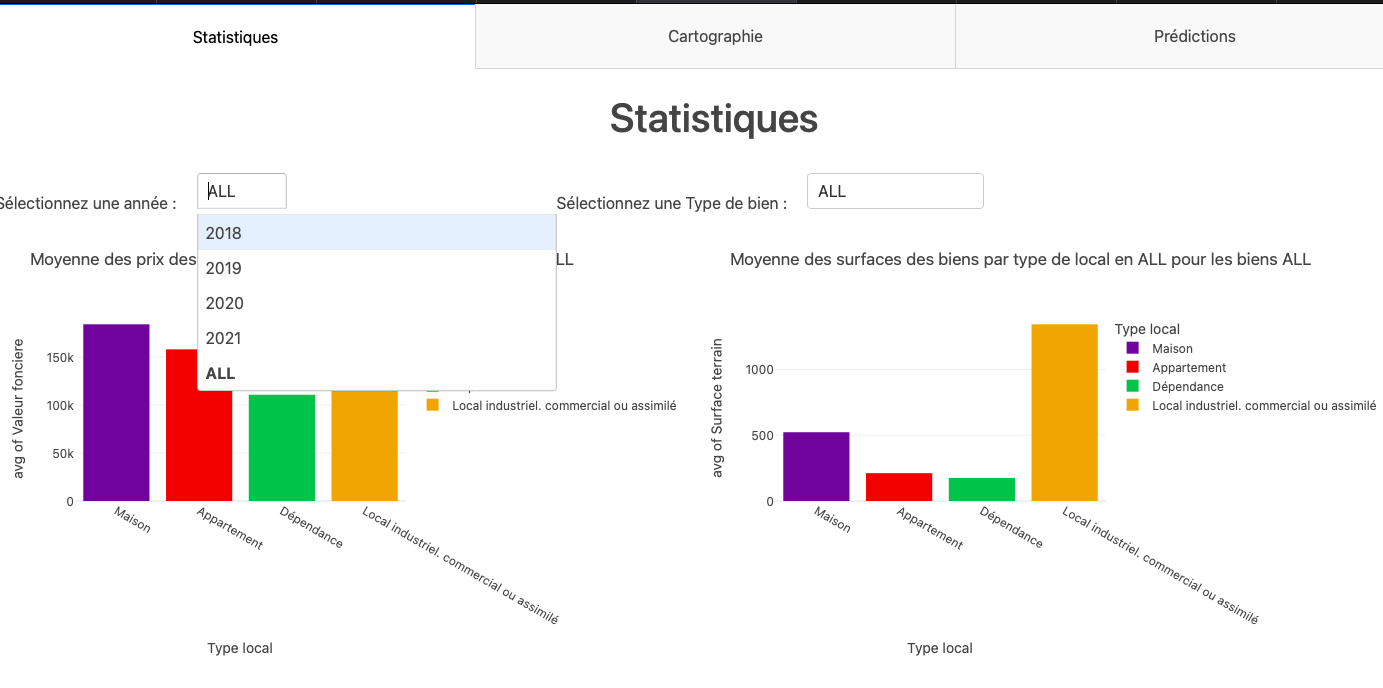 Statistiques
Cartographie
Prédictions
Statistiques
Sélectionnez une année :
ALL
Sélectionnez une Type de bien :
ALL
2018
2019
2020
2021
ALL
Moyenne des prix des
LL
avg of Valeur fonciere
150k
100k
50k
0
Maison
Appartement
Dépendance
Local industriel. commercial ou assimilé
Type local
Local industriel. commercial ou assimilé
Moyenne des surfaces des biens par type de local en ALL pour les biens ALL
avg of Surface terrain
1000
500
0
Maison
Appartement
Dépendance
Local industriel. commercial ou assimilé
Type local
Type local
Maison
Appartement
Dépendance
Local industriel. commercial ou assimilé